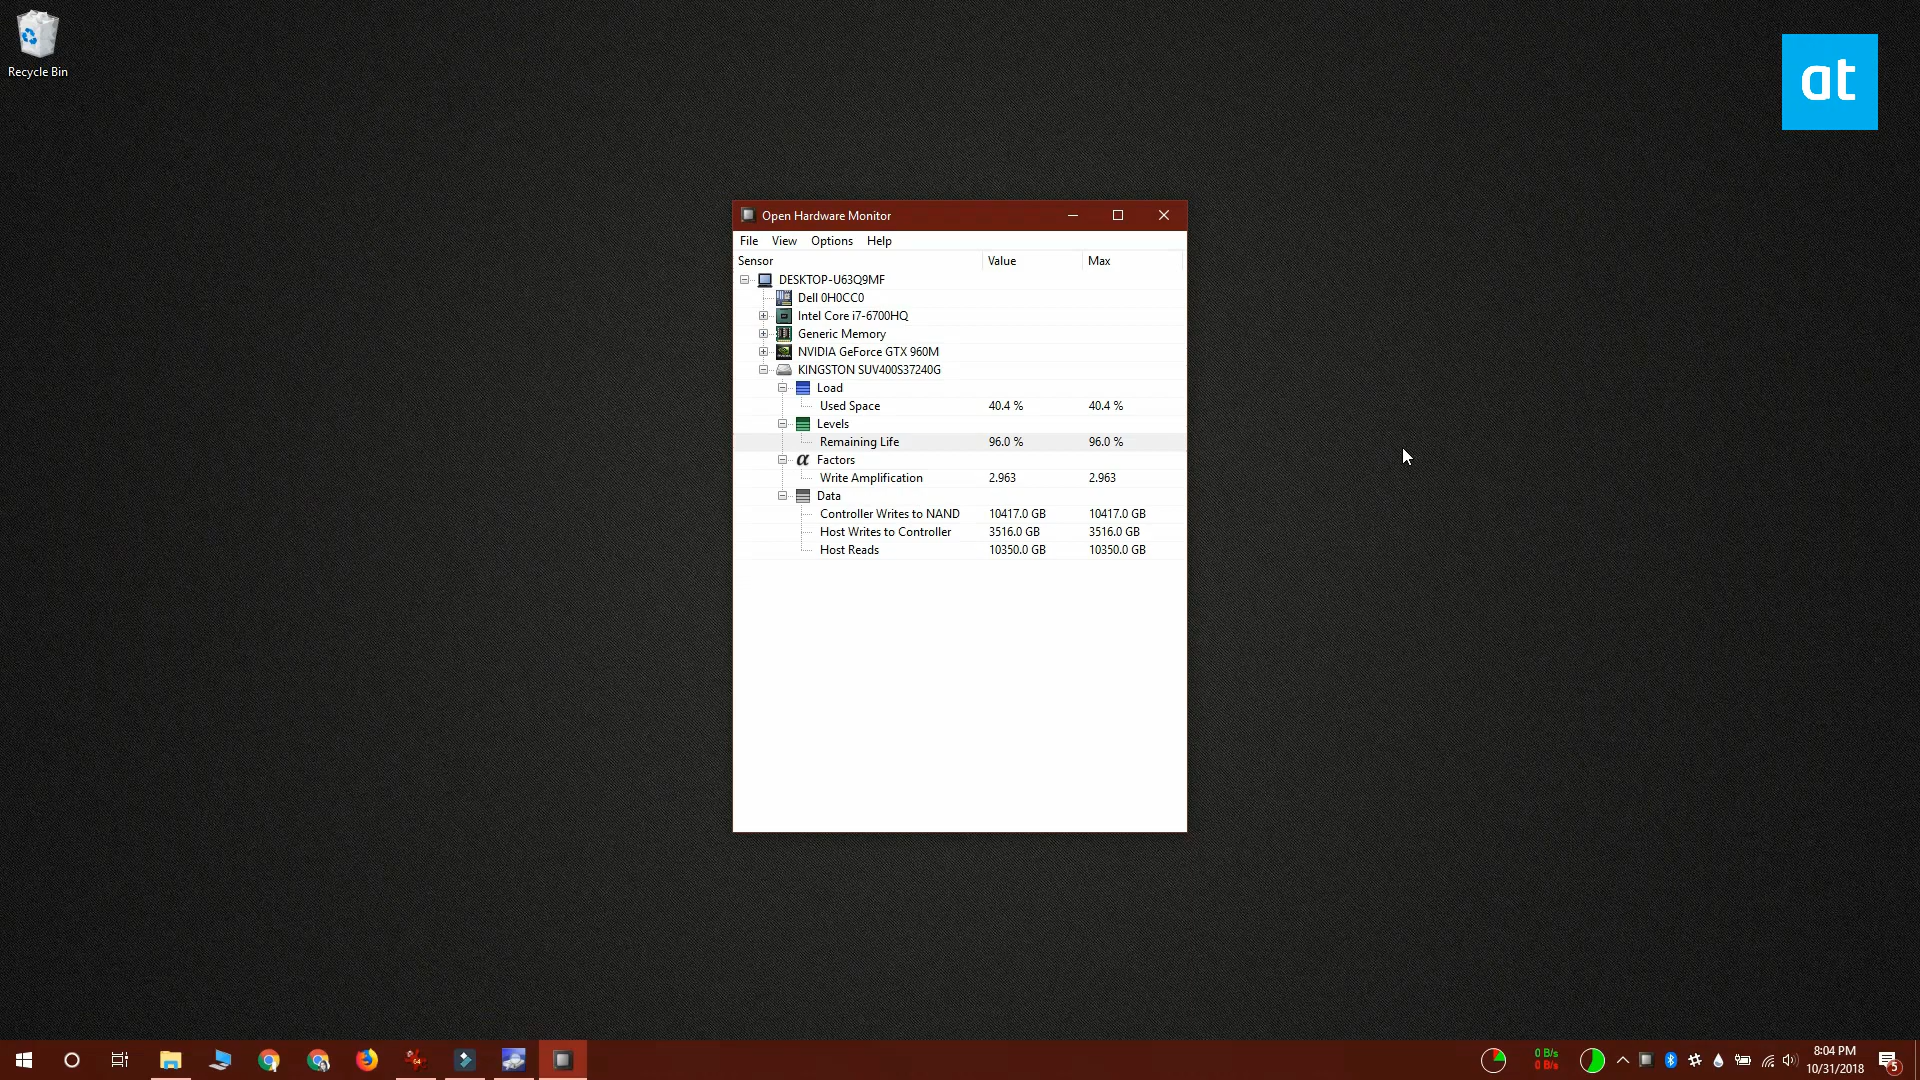 Recycle Bin
at
Open Hardware Monitor
File View Options Help
Sensor Value Max
DESKTOP-U63Q9MF
Dell 0H0CC0
Intel Core i7-6700HQ
Generic Memory
NVIDIA GeForce GTX 960M
KINGSTON SUV400S37240G
Load
Used Space 40.4 % 40.4 %
Levels
Remaining Life 96.0 % 96.0 %
Factors
Write Amplification 2.963 2.963
Data
Controller Writes to NAND 10417.0 GB 10417.0 GB
Host Writes to Controller 3516.0 GB 3516.0 GB
Host Reads 10350.0 GB 10350.0 GB
64
0 B/s
0 B/s
8:04 PM
10/31/2018
5